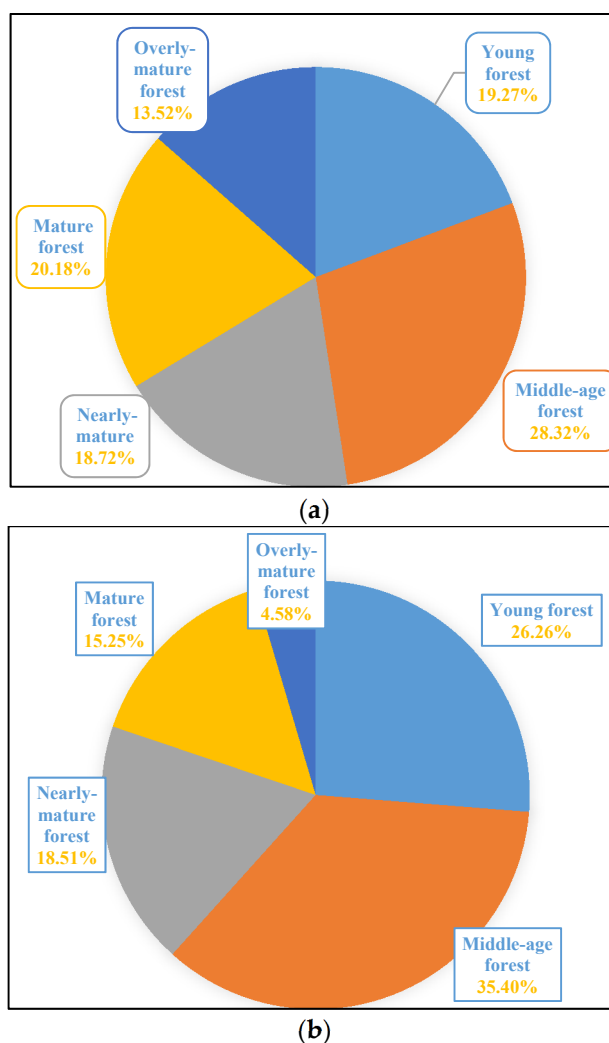 Overly-
mature
forest
13.52%
Young
forest
19.27%
Mature
forest
20.18%
Middle-age
forest
28.32%
Nearly-
mature
18.72%
(a)
Overly-
mature
forest
4.58%
Mature
forest
15.25%
Young forest
26.26%
Nearly-
mature
forest
18.51%
Middle-age
forest
35.40%
(b)